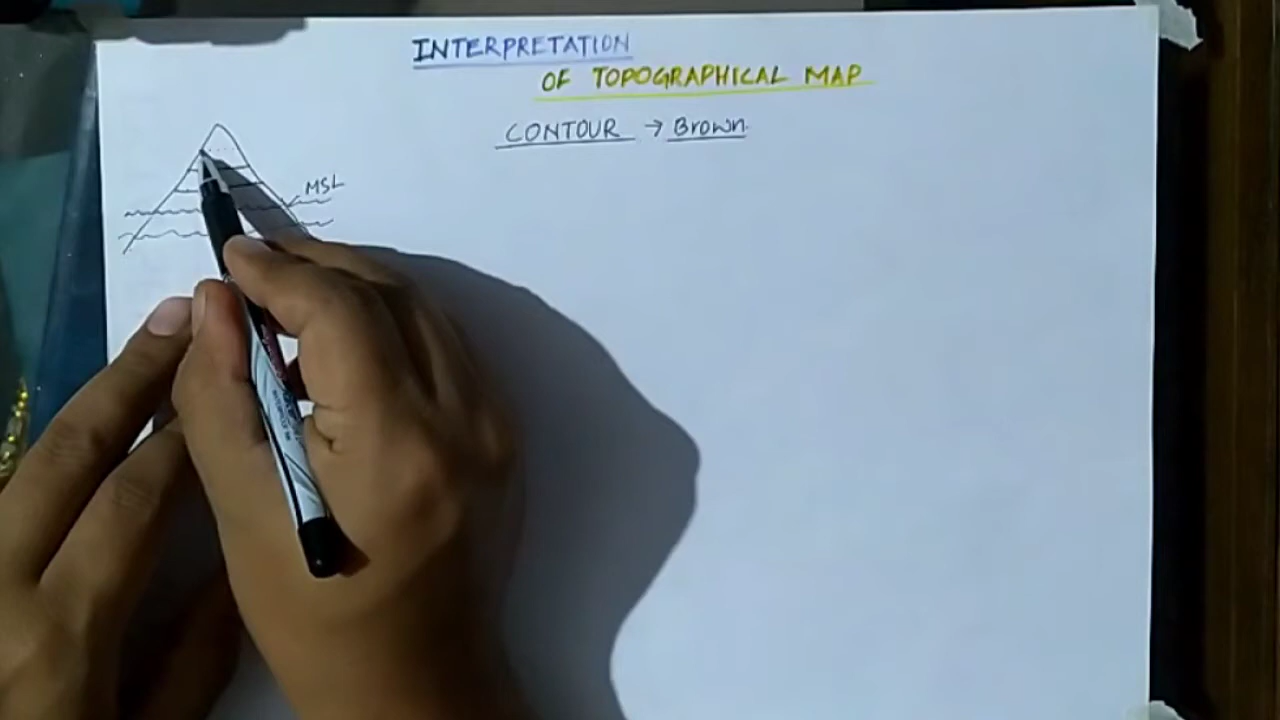 INTERPRETATION
OF TOPOGRAPHICAL MAP
CONTOUR → Brown.
MSL